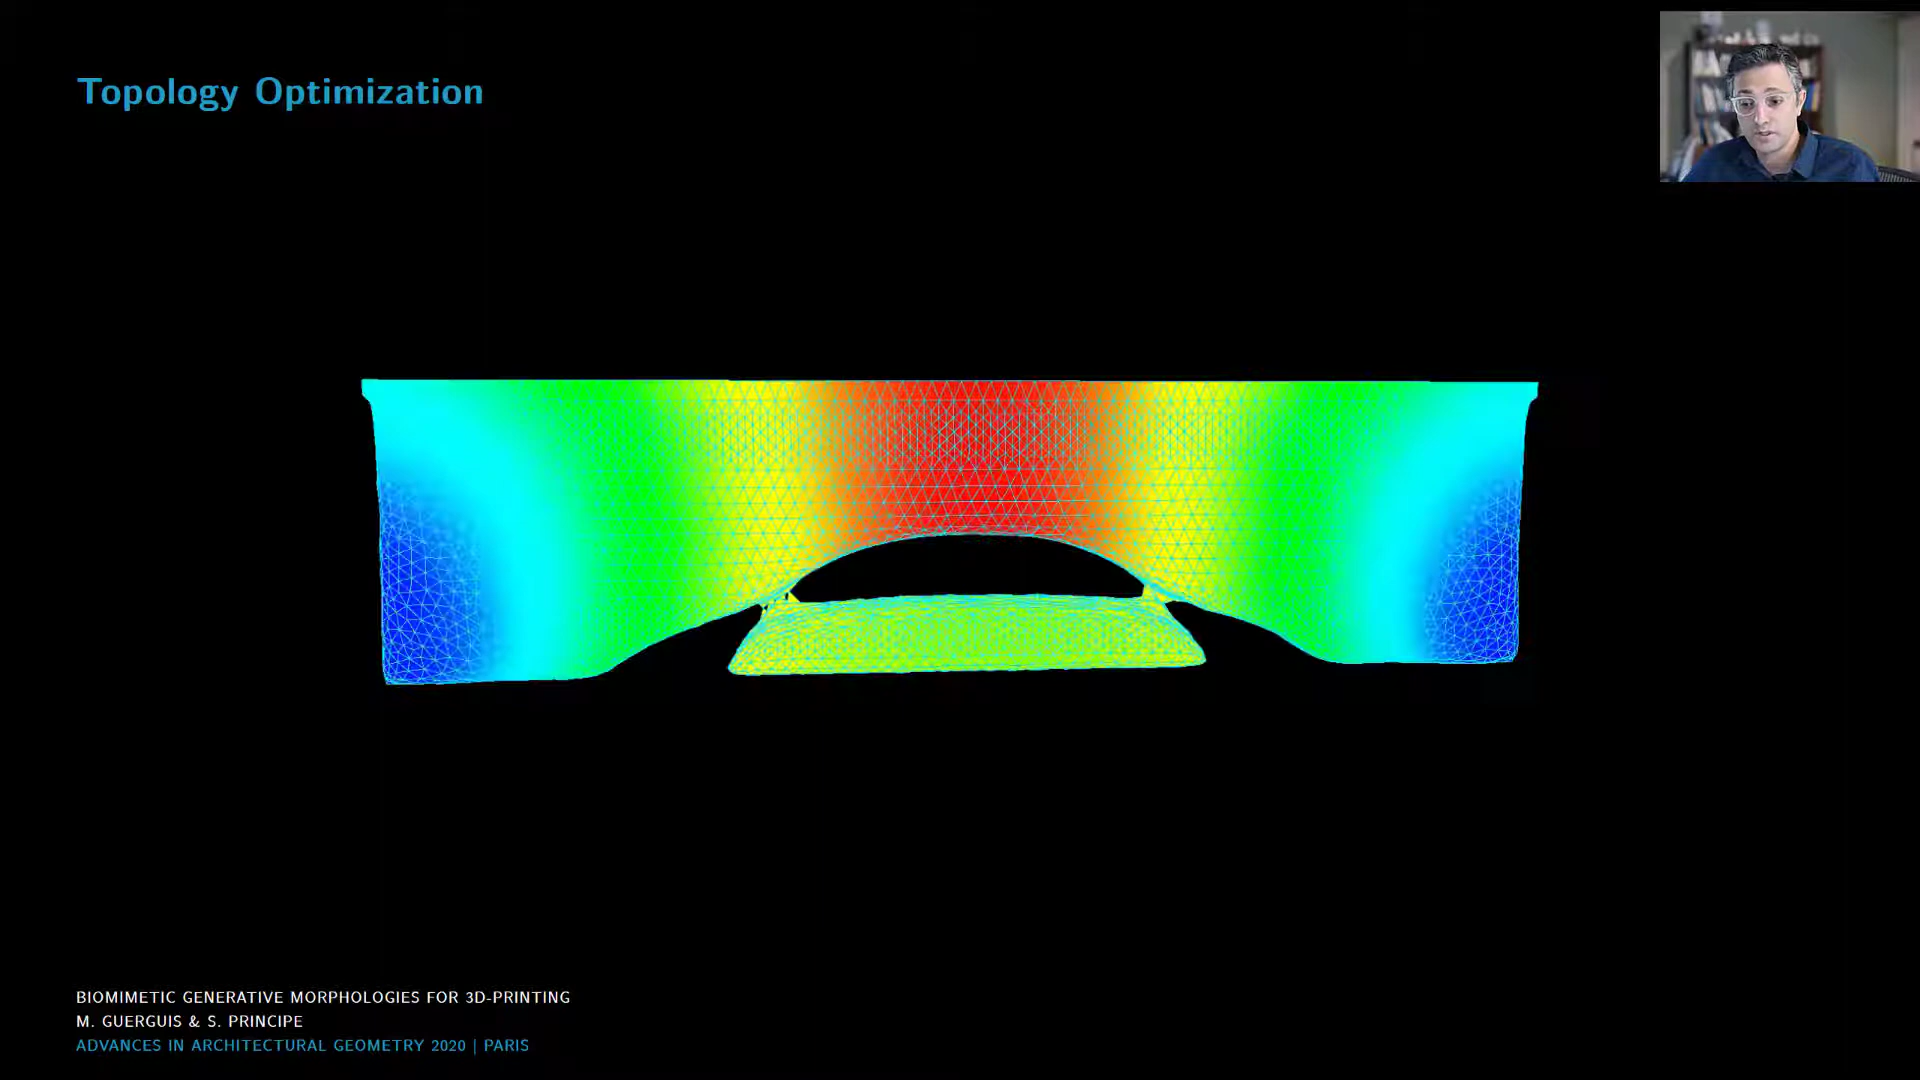 Topology Optimization
BIOMIMETIC GENERATIVE MORPHOLOGIES FOR 3D-PRINTING
M. GUERGUIS & S. PRINCIPE
ADVANCES IN ARCHITECTURAL GEOMETRY 2020 | PARIS